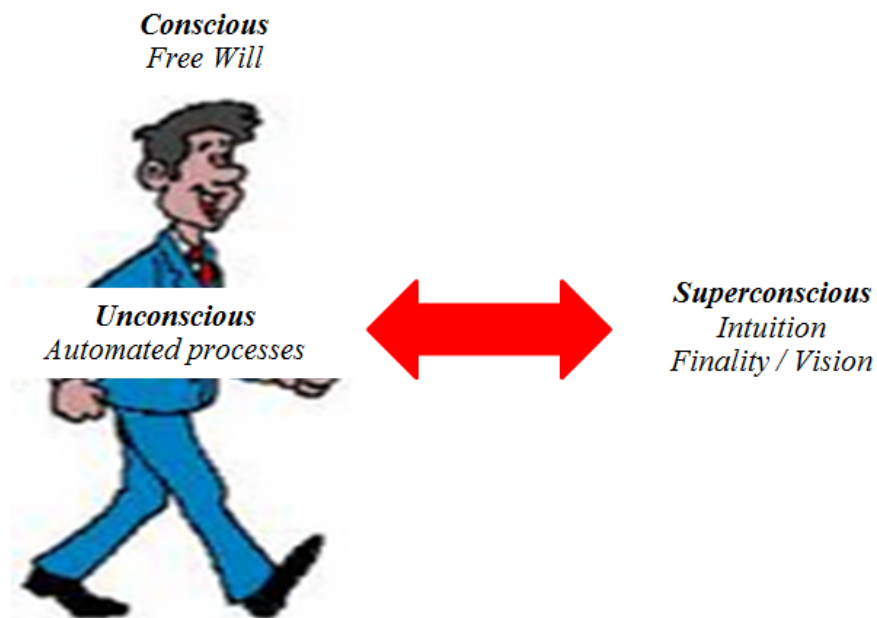 Conscious
Free Will
Unconscious
Automated processes
Superconscious
Intuition
Finality / Vision